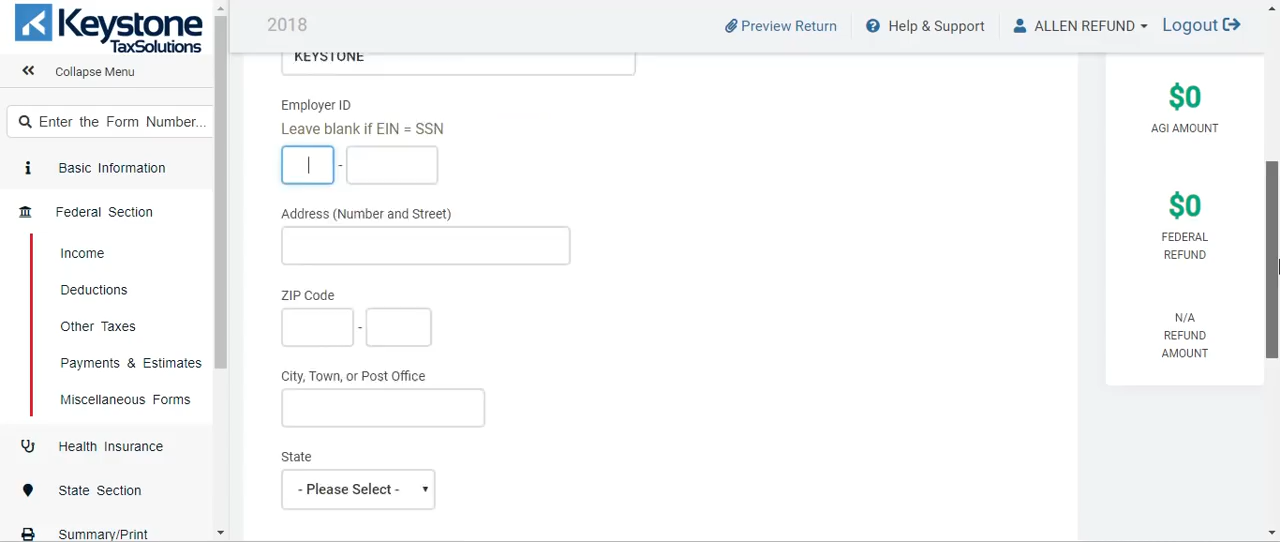 Keystone
TaxSolutions
Collapse Menu
Enter the Form Number...
Basic Information
Federal Section
Income
Deductions
Other Taxes
Payments & Estimates
Miscellaneous Forms
Health Insurance
State Section
Summary/Print
2018
Preview Return
Help & Support
ALLEN REFUND
Logout
KEYSTONE
Employer ID
Leave blank if EIN = SSN
-
Address (Number and Street)
ZIP Code
-
City, Town, or Post Office
State
- Please Select -
$0
AGI AMOUNT
$0
FEDERAL
REFUND
N/A
REFUND
AMOUNT